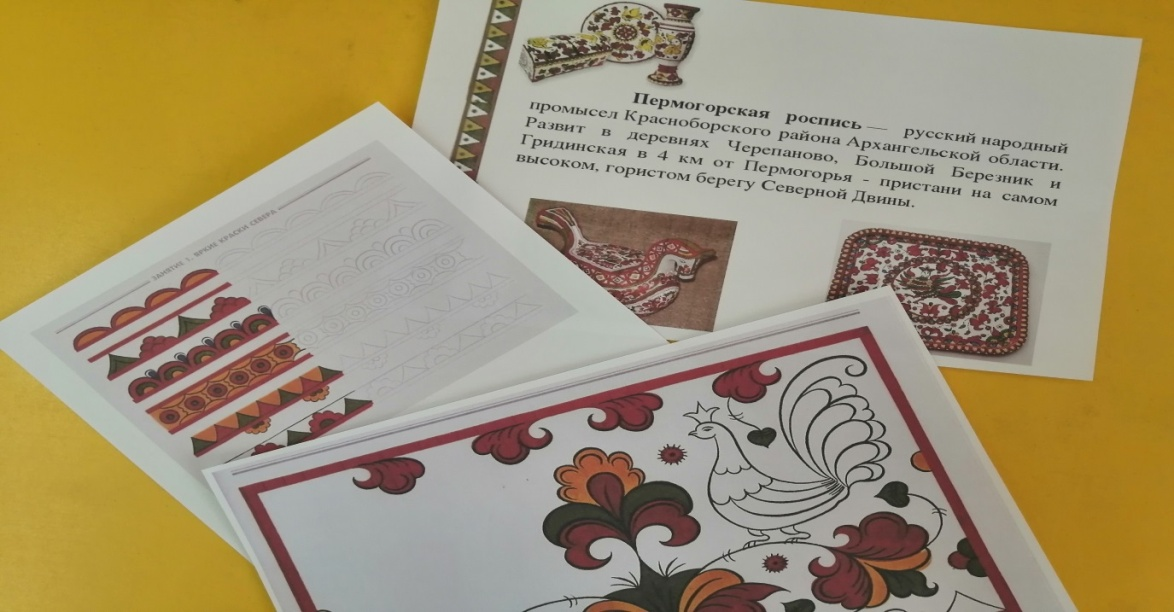 Пермогорская роспись — русский народный
промысел Красноборского района Архангельской области.
Развит в деревнях Черепаново, Большой Березник и
Гридинская в 4 км от Пермогорья - пристани на самом
высоком, гористом берегу Северной Двины.
ЗАНЯТИЕ 1. ЯРКИЕ КРАСКИ СЕВЕРА